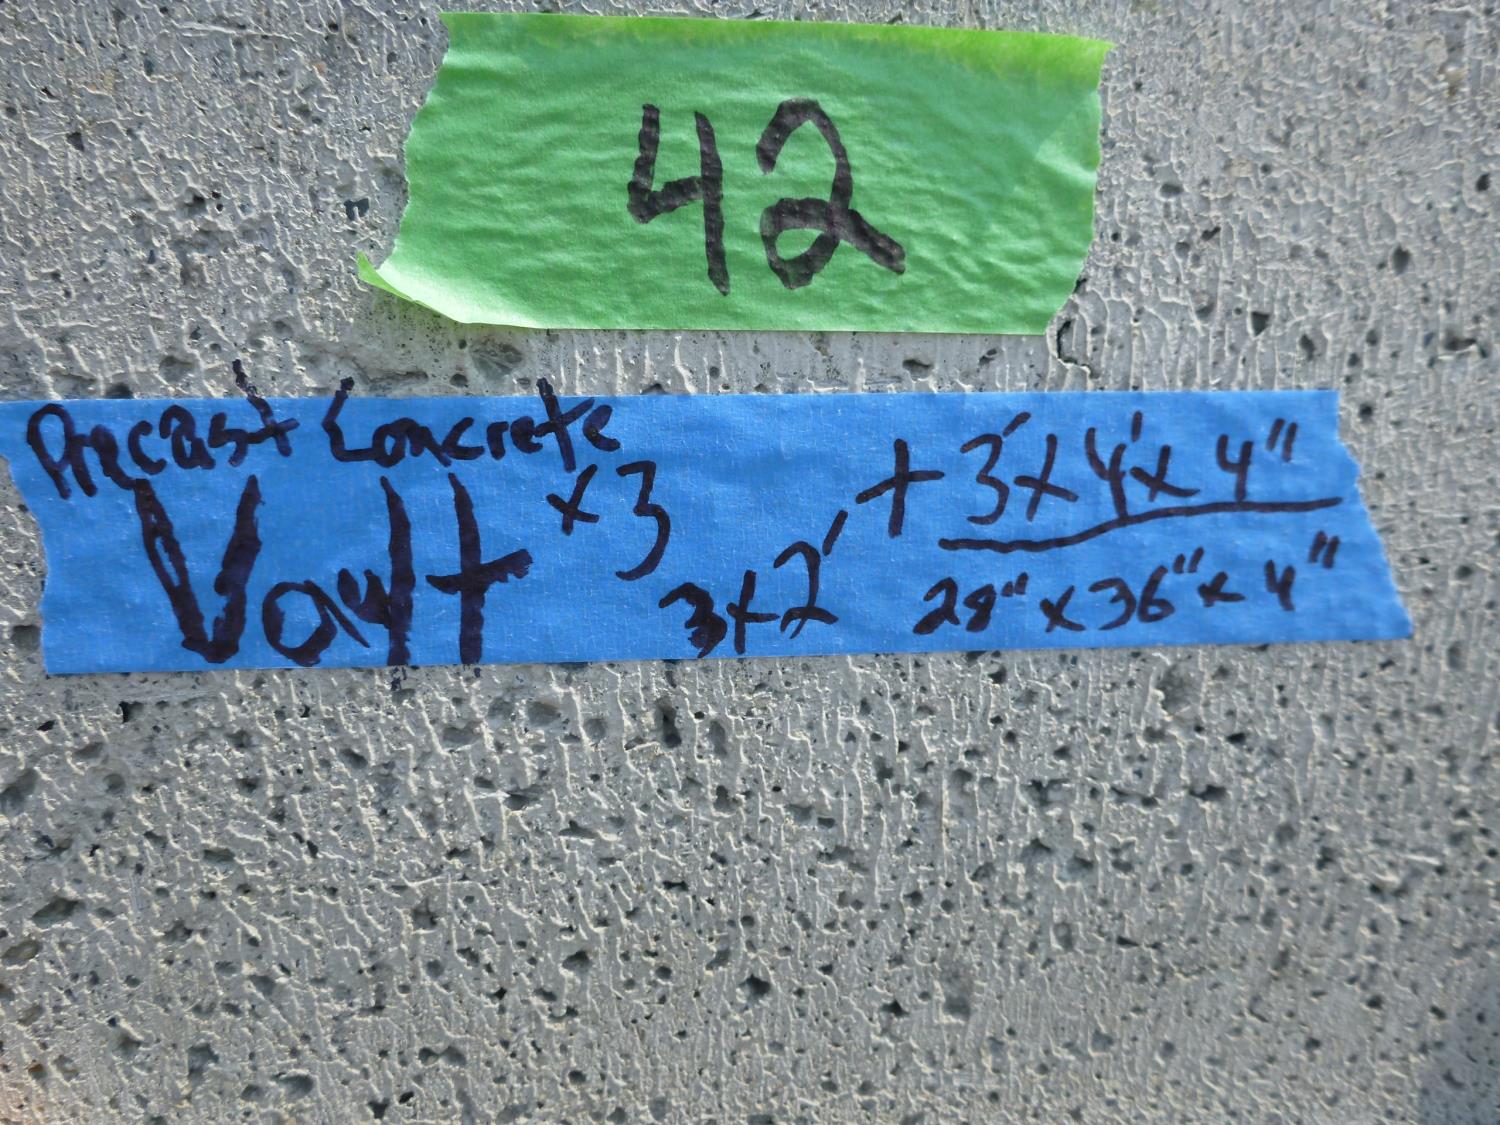 42
Precast Concrete
Vault x3
3x2' + 3'x4'x4"
28"x36"x4"